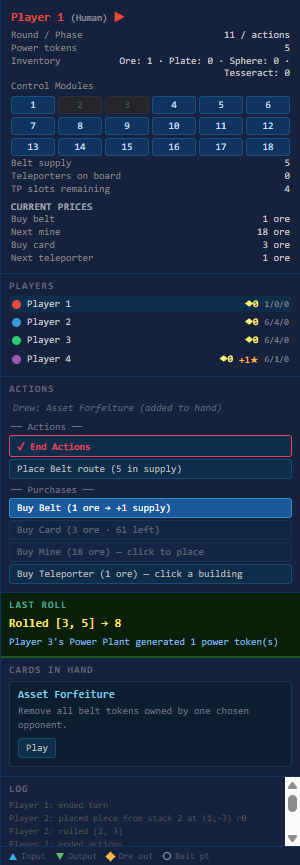 Player 1 (Human) ▶
Round / Phase 11 / actions
Power tokens 5
Inventory Ore: 1 · Plate: 0 · Sphere: 0 ·
Tesseract: 0
Control Modules
1 2 3 4 5 6
7 8 9 10 11 12
13 14 15 16 17 18
Belt supply 5
Teleporters on board 0
TP slots remaining 4
CURRENT PRICES
Buy belt 1 ore
Next mine 18 ore
Buy card 3 ore
Next teleporter 1 ore
PLAYERS
Player 1 ◆0 1/0/0
Player 2 ◆0 6/4/0
Player 3 ◆0 6/4/0
Player 4 ◆0 +1★ 6/1/0
ACTIONS
Drew: Asset Forfeiture (added to hand)
── Actions ──
✓ End Actions
Place Belt route (5 in supply)
── Purchases ──
Buy Belt (1 ore → +1 supply)
Buy Card (3 ore · 61 left)
Buy Mine (18 ore) — click to place
Buy Teleporter (1 ore) — click a building
LAST ROLL
Rolled [3, 5] → 8
Player 3's Power Plant generated 1 power token(s)
CARDS IN HAND
Asset Forfeiture
Remove all belt tokens owned by one chosen
opponent.
Play
LOG
Player 1: ended turn
Player 2: placed piece from stack 2 at (1,-3) r0
Player 2: rolled [2, 3]
Player 2: ended actions
Input Output Ore out Belt pt